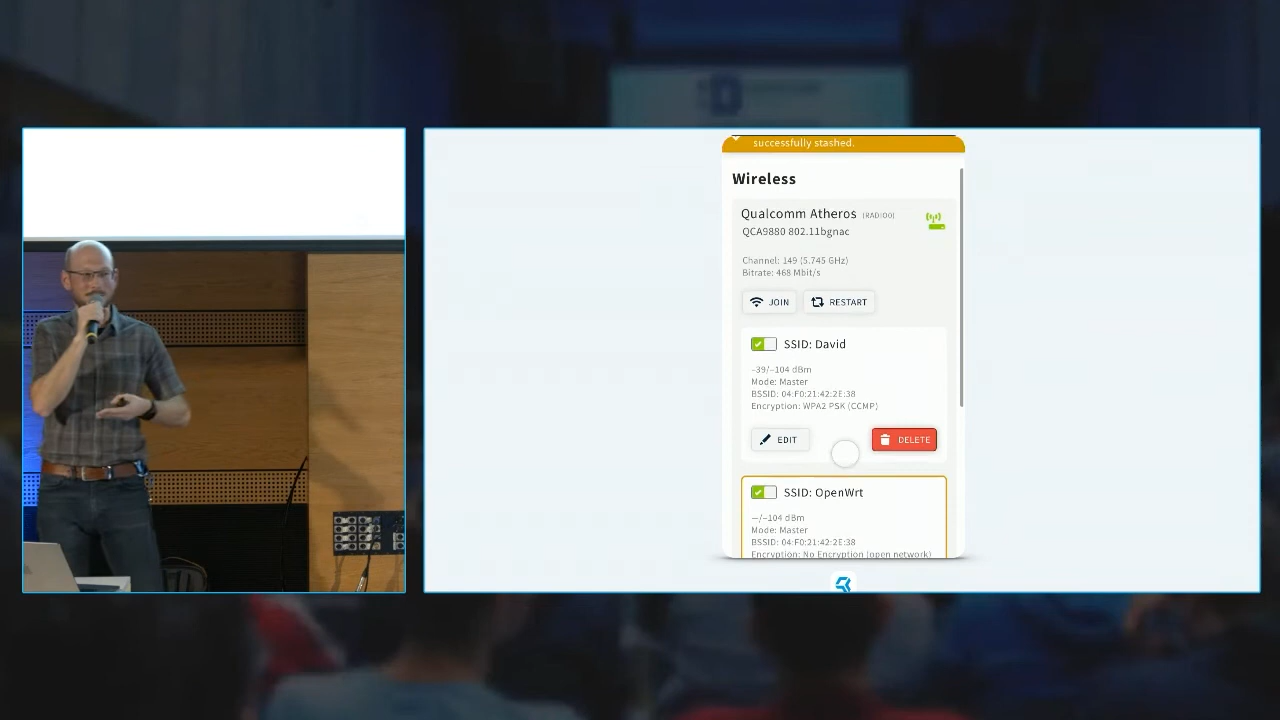 successfully stashed.
Wireless
Qualcomm Atheros (RADIO0)
QCA9880 802.11bgnac
Channel: 149 (5.745 GHz)
Bitrate: 468 Mbit/s
JOIN
RESTART
SSID: David
-39/-104 dBm
Mode: Master
BSSID: 04:F0:21:42:2E:38
Encryption: WPA2 PSK (CCMP)
EDIT
DELETE
SSID: OpenWrt
—/-104 dBm
Mode: Master
BSSID: 04:F0:21:42:2E:38
Encryption: No Encryption (open network)